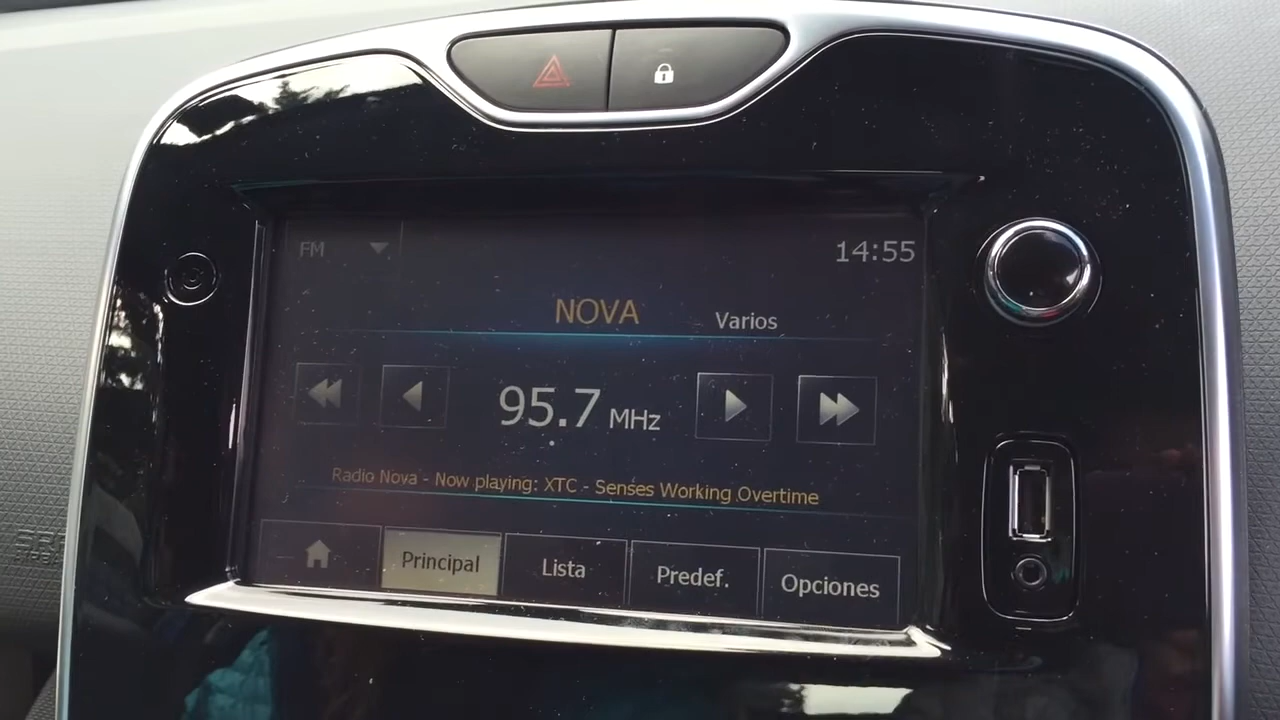 FM
14:55
NOVA
Varios
95.7 MHz
Radio Nova - Now playing: XTC - Senses Working Overtime
Principal
Lista
Predef.
Opciones